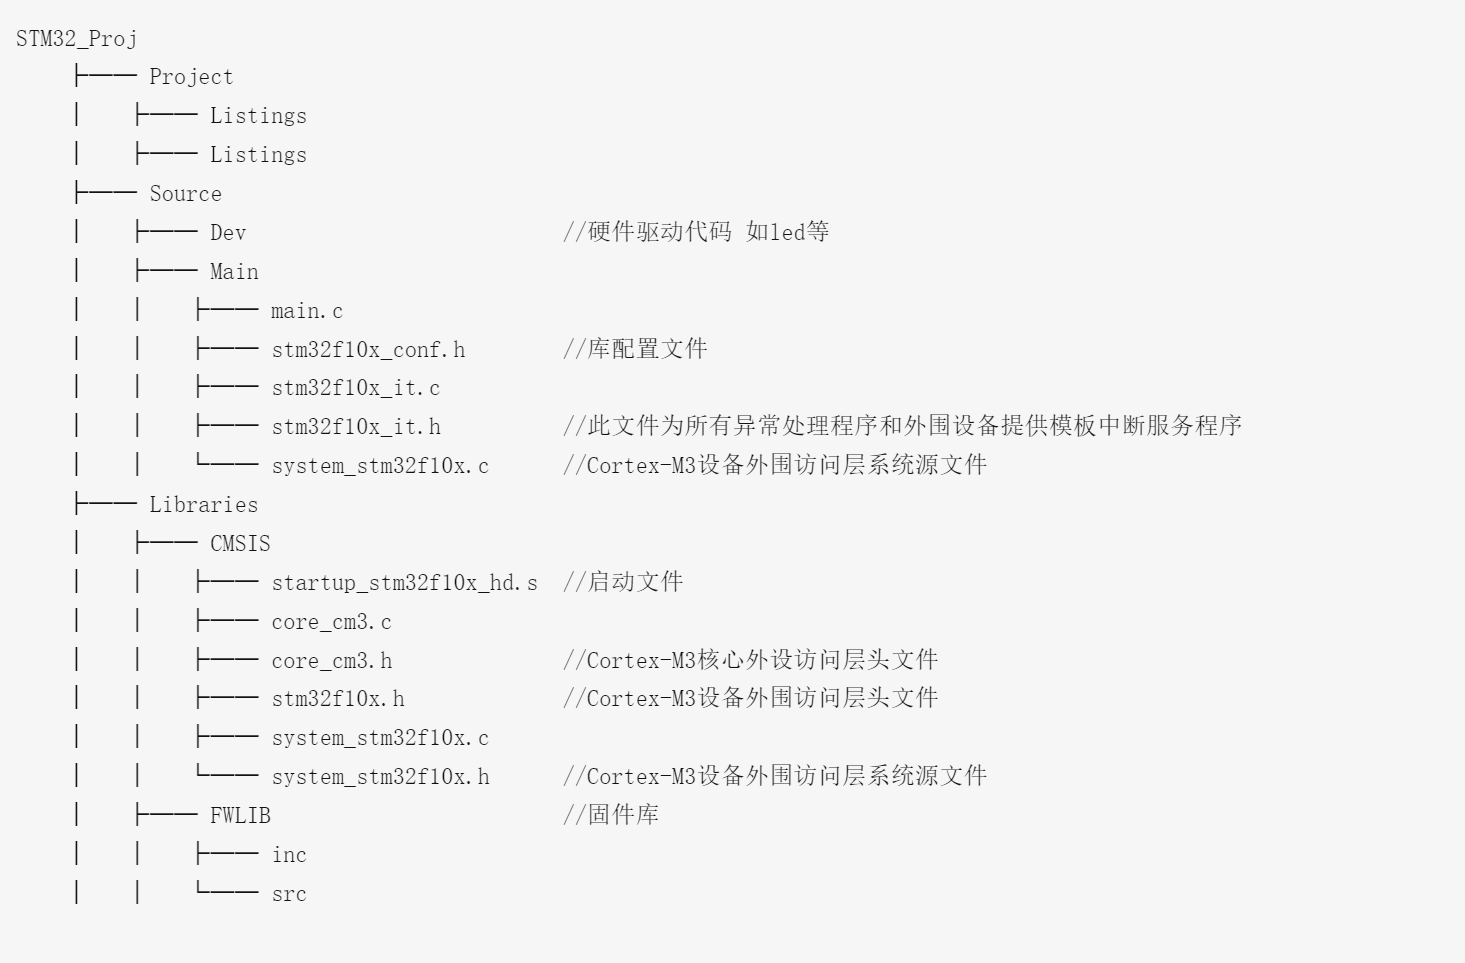 STM32_Proj
├── Project
│ ├── Listings
│ ├── Listings
├── Source
│ ├── Dev //硬件驱动代码 如led等
│ ├── Main
│ │ ├── main.c
│ │ ├── stm32f10x_conf.h //库配置文件
│ │ ├── stm32f10x_it.c
│ │ ├── stm32f10x_it.h //此文件为所有异常处理程序和外围设备提供模板中断服务程序
│ │ └── system_stm32f10x.c //Cortex-M3设备外围访问层系统源文件
├── Libraries
│ ├── CMSIS
│ │ ├── startup_stm32f10x_hd.s //启动文件
│ │ ├── core_cm3.c
│ │ ├── core_cm3.h //Cortex-M3核心外设访问层头文件
│ │ ├── stm32f10x.h //Cortex-M3设备外围访问层头文件
│ │ ├── system_stm32f10x.c
│ │ └── system_stm32f10x.h //Cortex-M3设备外围访问层系统源文件
│ ├── FWLIB //固件库
│ │ ├── inc
│ │ └── src